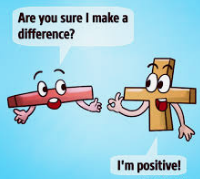 Are you sure I make a
difference?
I'm positive!